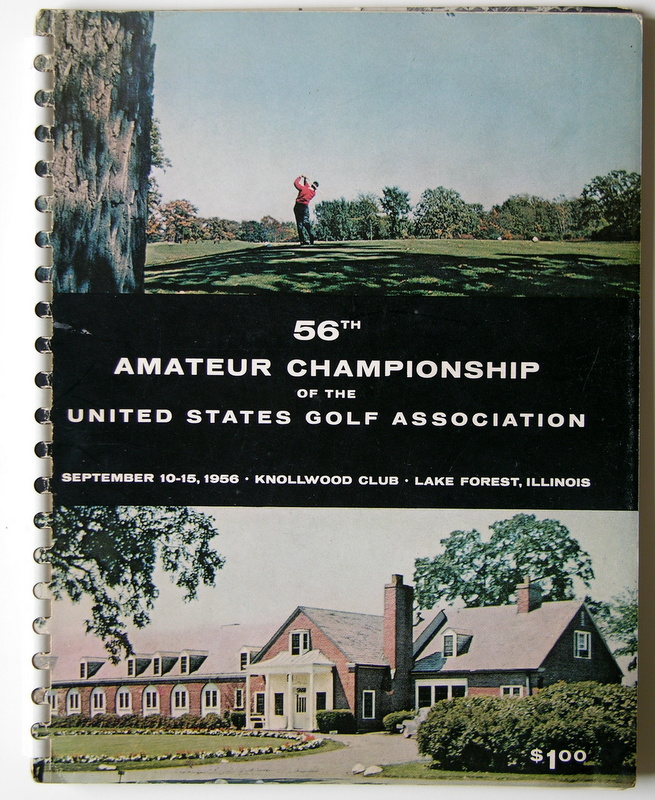 56TH
AMATEUR CHAMPIONSHIP
OF THE
UNITED STATES GOLF ASSOCIATION
SEPTEMBER 10-15, 1956 · KNOLLWOOD CLUB · LAKE FOREST, ILLINOIS
$1.00